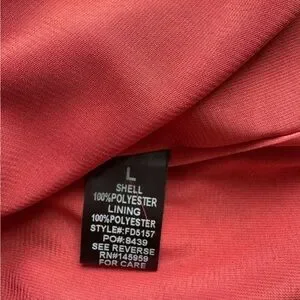 L
SHELL
100%POLYESTER
LINING
100%POLYESTER
STYLE#:FD5157
PO#:8439
SEE REVERSE
RN#145959
FOR CARE